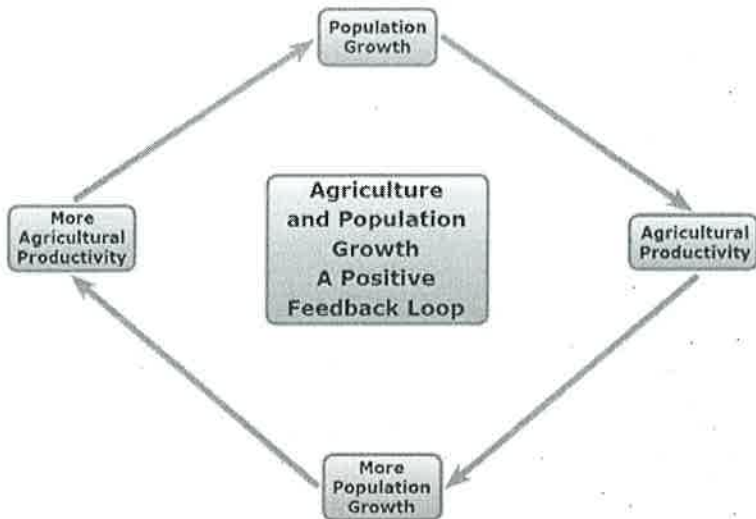 Population
Growth
Agriculture
and Population
Growth
A Positive
Feedback Loop
More
Agricultural
Productivity
Agricultural
Productivity
More
Population
Growth